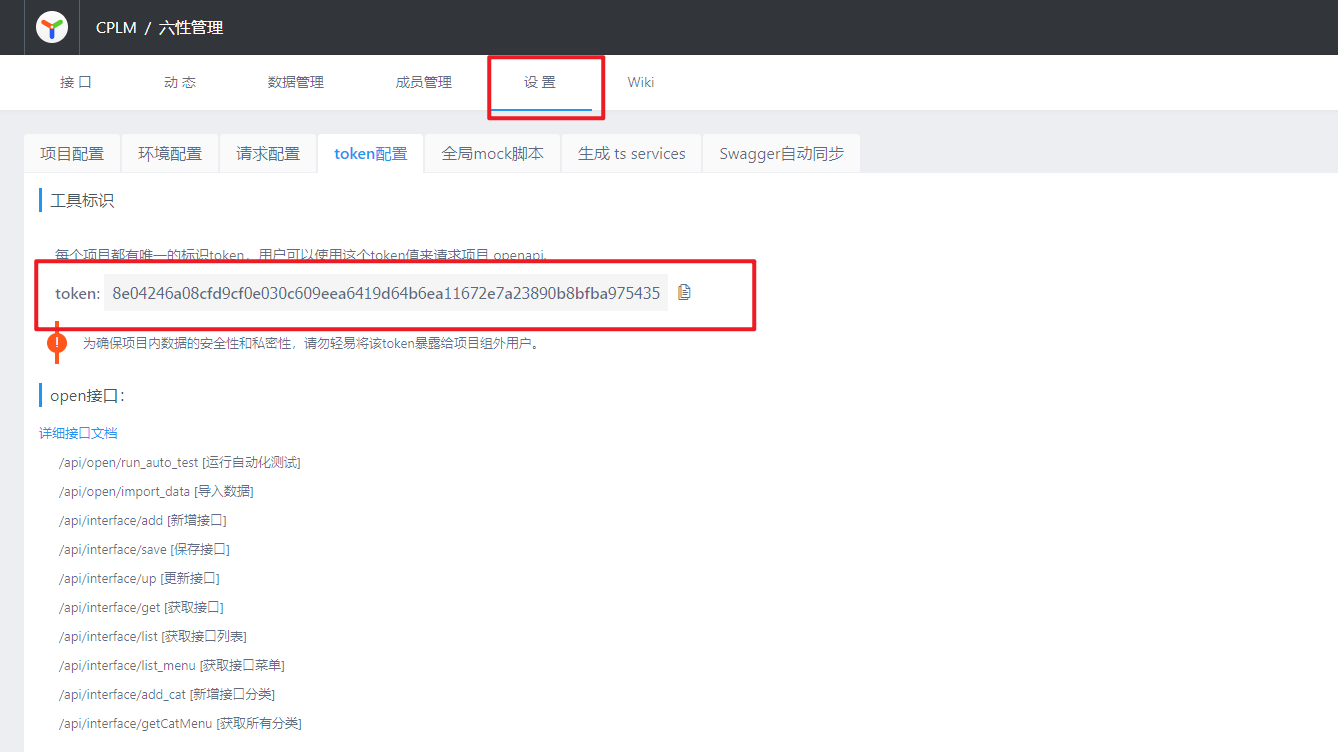 CPLM / 六性管理
接 口 动 态 数据管理 成员管理 设 置 Wiki
项目配置 环境配置 请求配置 token配置 全局mock脚本 生成 ts services Swagger自动同步
工具标识
每个项目都有唯一的标识token，用户可以使用这个token值来请求项目 openapi.
token: 8e04246a08cfd9cf0e030c609eea6419d64b6ea11672e7a23890b8bfba975435
为确保项目内数据的安全性和私密性，请勿轻易将该token暴露给项目组外用户。
open接口：
详细接口文档
/api/open/run_auto_test [运行自动化测试]
/api/open/import_data [导入数据]
/api/interface/add [新增接口]
/api/interface/save [保存接口]
/api/interface/up [更新接口]
/api/interface/get [获取接口]
/api/interface/list [获取接口列表]
/api/interface/list_menu [获取接口菜单]
/api/interface/add_cat [新增接口分类]
/api/interface/getCatMenu [获取所有分类]